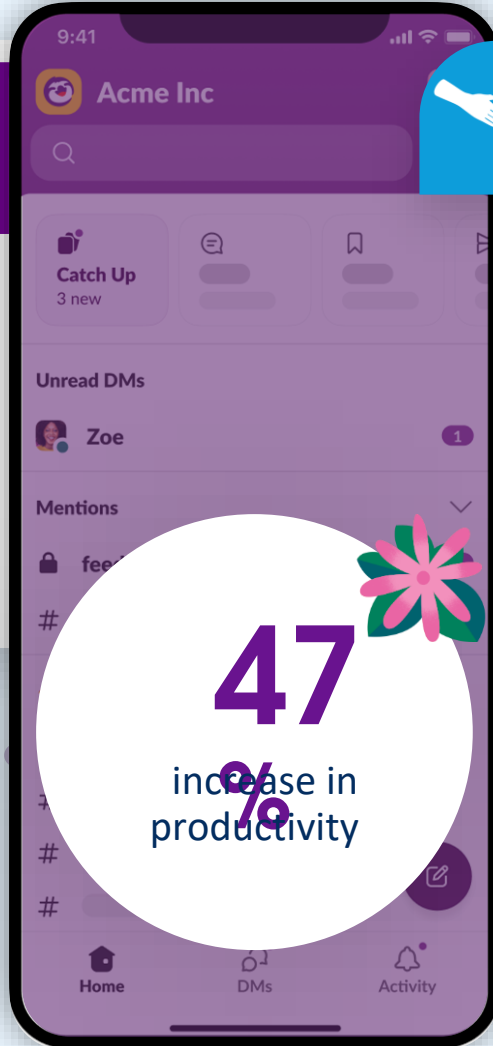 9:41
Acme Inc
Catch Up
3 new
Unread DMs
Zoe
1
Mentions
#
47
%
increase in
productivity
#
#
#
Home
DMs
Activity